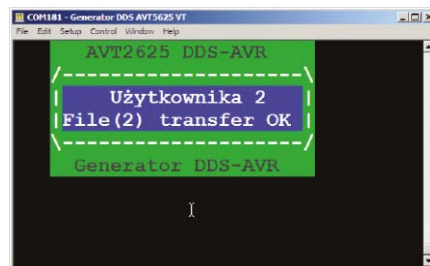 COM181 - Generator DDS AVT5625 VT
File Edit Setup Control Window Help
AVT2625 DDS-AVR
/--------------------\
| Użytkownika 2 |
|File(2) transfer OK |
\--------------------/
Generator DDS-AVR